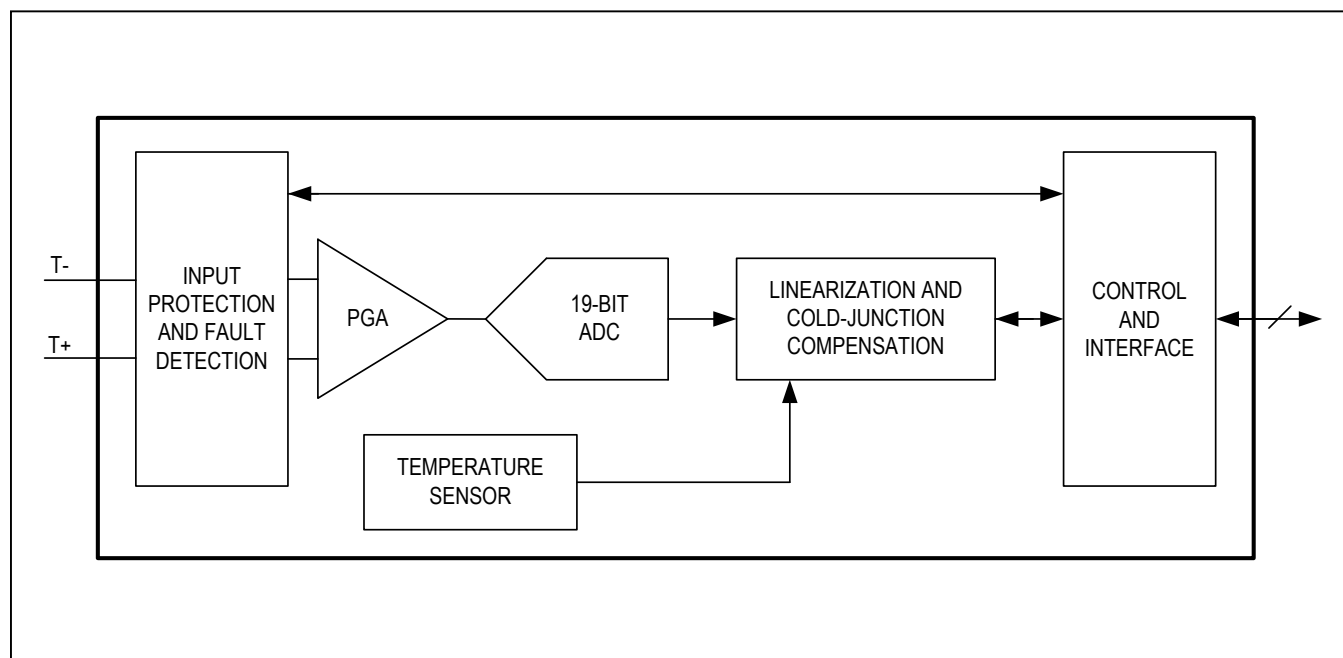 T-
T+
INPUT
PROTECTION
AND FAULT
DETECTION
PGA
19-BIT
ADC
LINEARIZATION AND
COLD-JUNCTION
COMPENSATION
CONTROL
AND
INTERFACE
TEMPERATURE
SENSOR